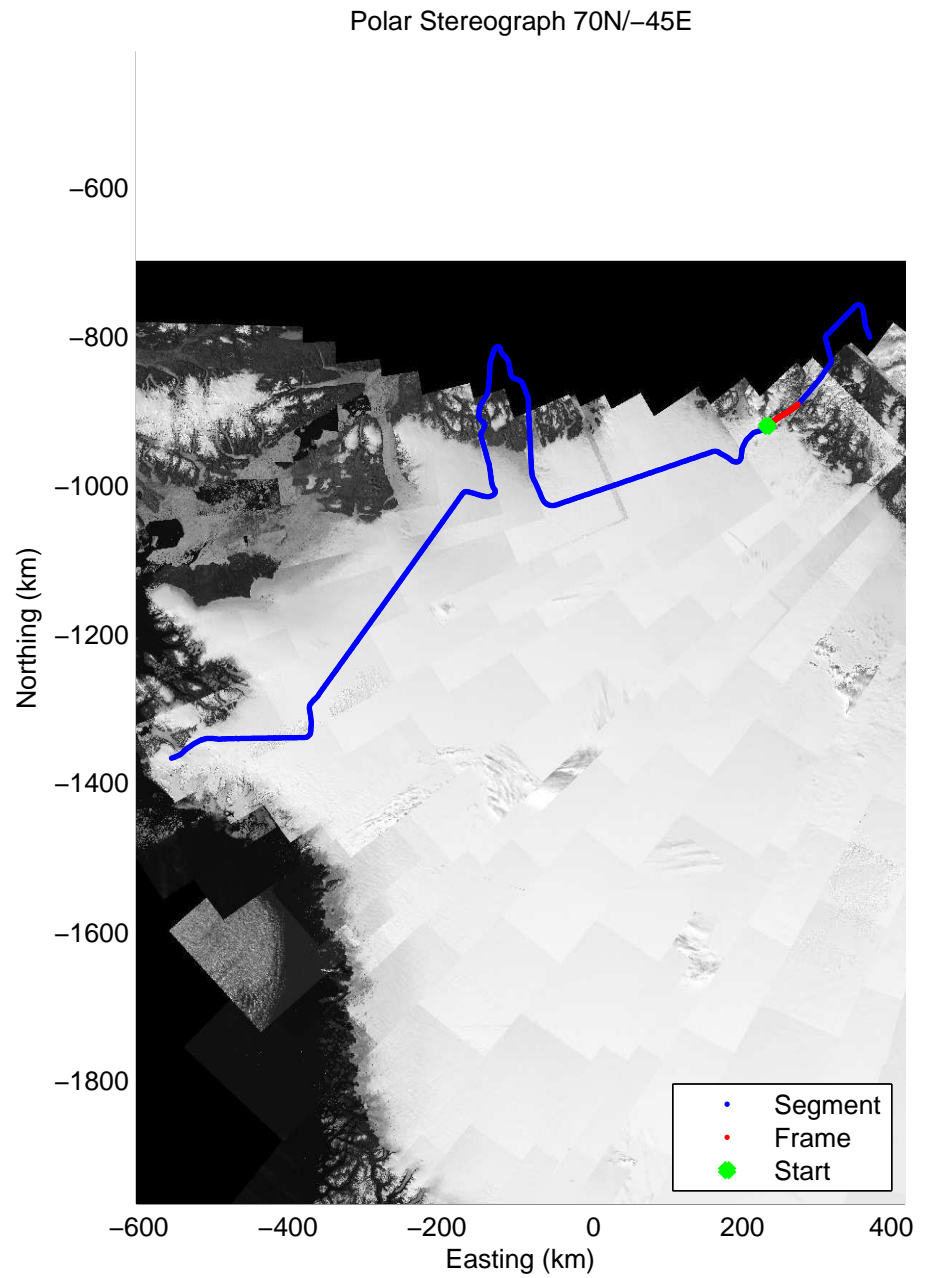 Polar Stereograph 70N/−45E
−600
−800
−1000
−1200
−1400
−1600
−1800
Northing (km)
Segment
Frame
Start
−600 −400 −200 0 200 400
Easting (km)